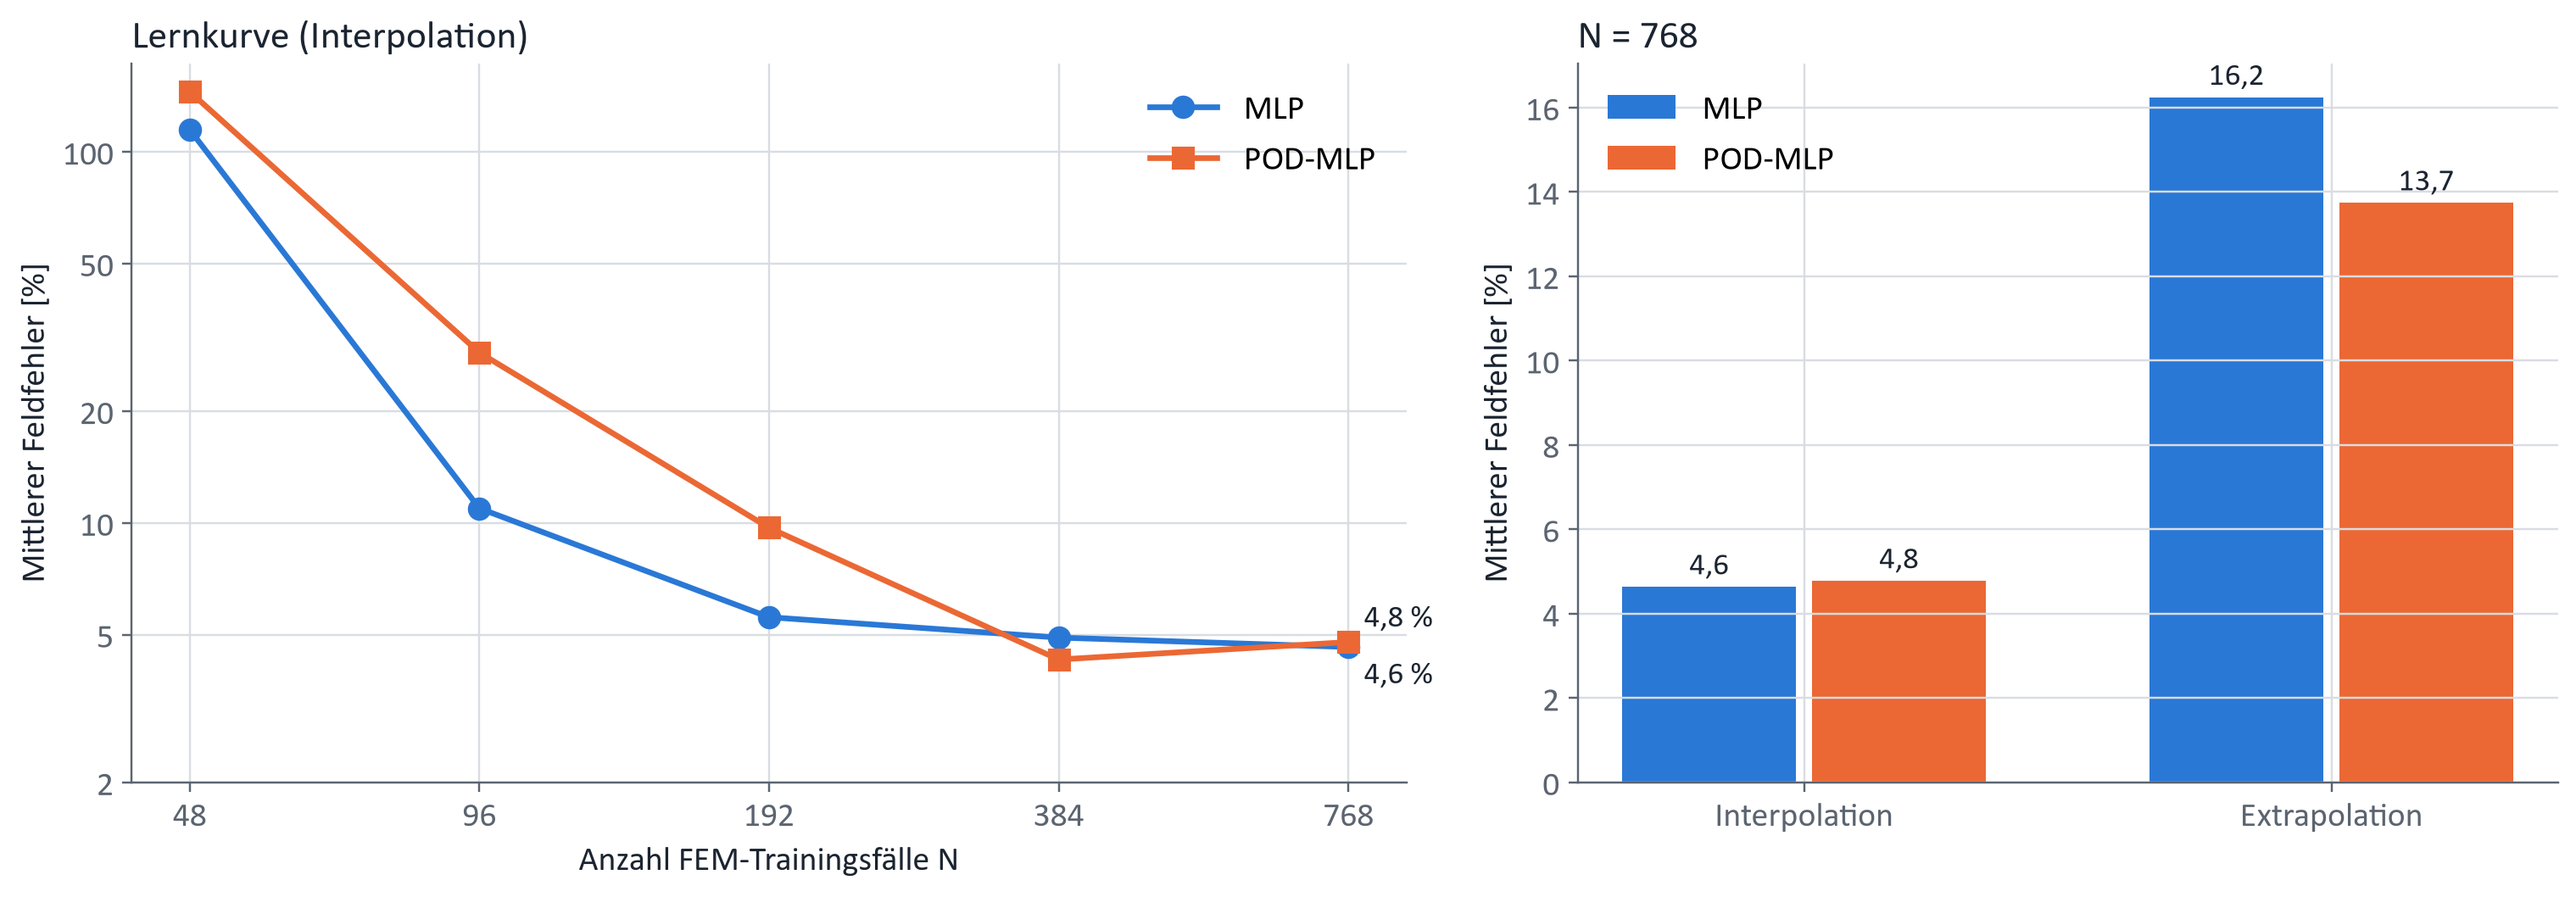 Lernkurve (Interpolation)
MLP
POD-MLP
Mittlerer Feldfehler [%]
100
50
20
10
5
2
4,8 %
4,6 %
48 96 192 384 768
Anzahl FEM-Trainingsfälle N
N = 768
MLP
POD-MLP
Mittlerer Feldfehler [%]
16
14
12
10
8
6
4
2
0
4,6
4,8
16,2
13,7
Interpolation Extrapolation